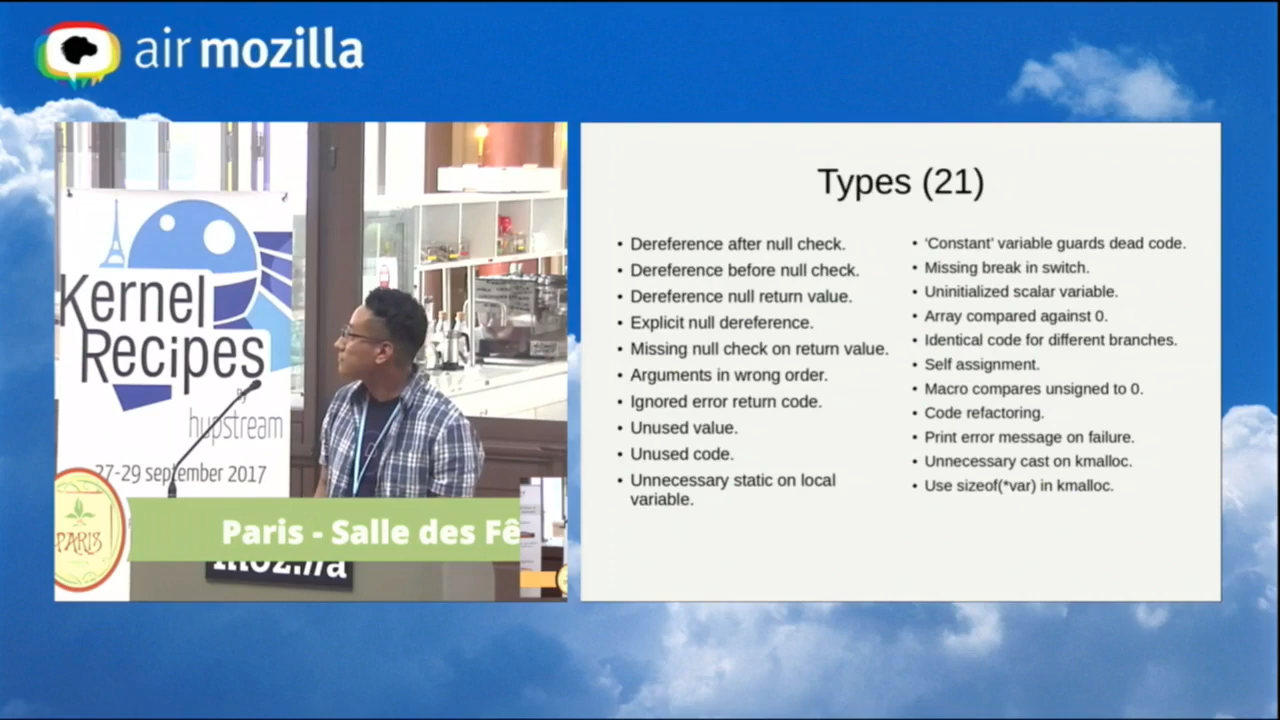 air mozilla
Kernel
Recipes
hupstream
27-29 september 2017
PARIS
Paris - Salle des Fê
mozilla
Types (21)
• Dereference after null check.
• Dereference before null check.
• Dereference null return value.
• Explicit null dereference.
• Missing null check on return value.
• Arguments in wrong order.
• Ignored error return code.
• Unused value.
• Unused code.
• Unnecessary static on local
variable.
• ‘Constant’ variable guards dead code.
• Missing break in switch.
• Uninitialized scalar variable.
• Array compared against 0.
• Identical code for different branches.
• Self assignment.
• Macro compares unsigned to 0.
• Code refactoring.
• Print error message on failure.
• Unnecessary cast on kmalloc.
• Use sizeof(*var) in kmalloc.